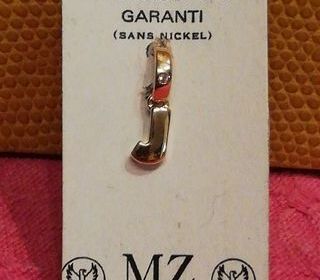 GARANTI
(SANS NICKEL)
J
MZ